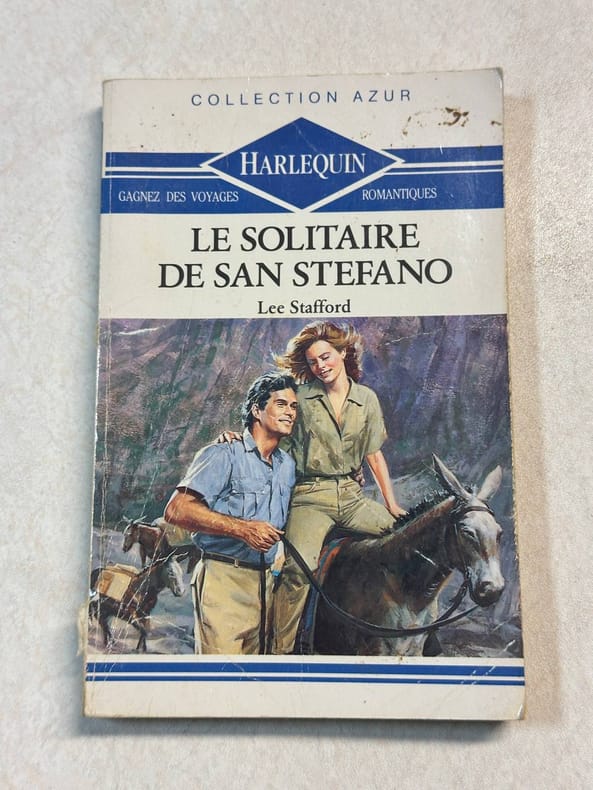 COLLECTION AZUR
HARLEQUIN
GAGNEZ DES VOYAGES ROMANTIQUES
LE SOLITAIRE
DE SAN STEFANO
Lee Stafford